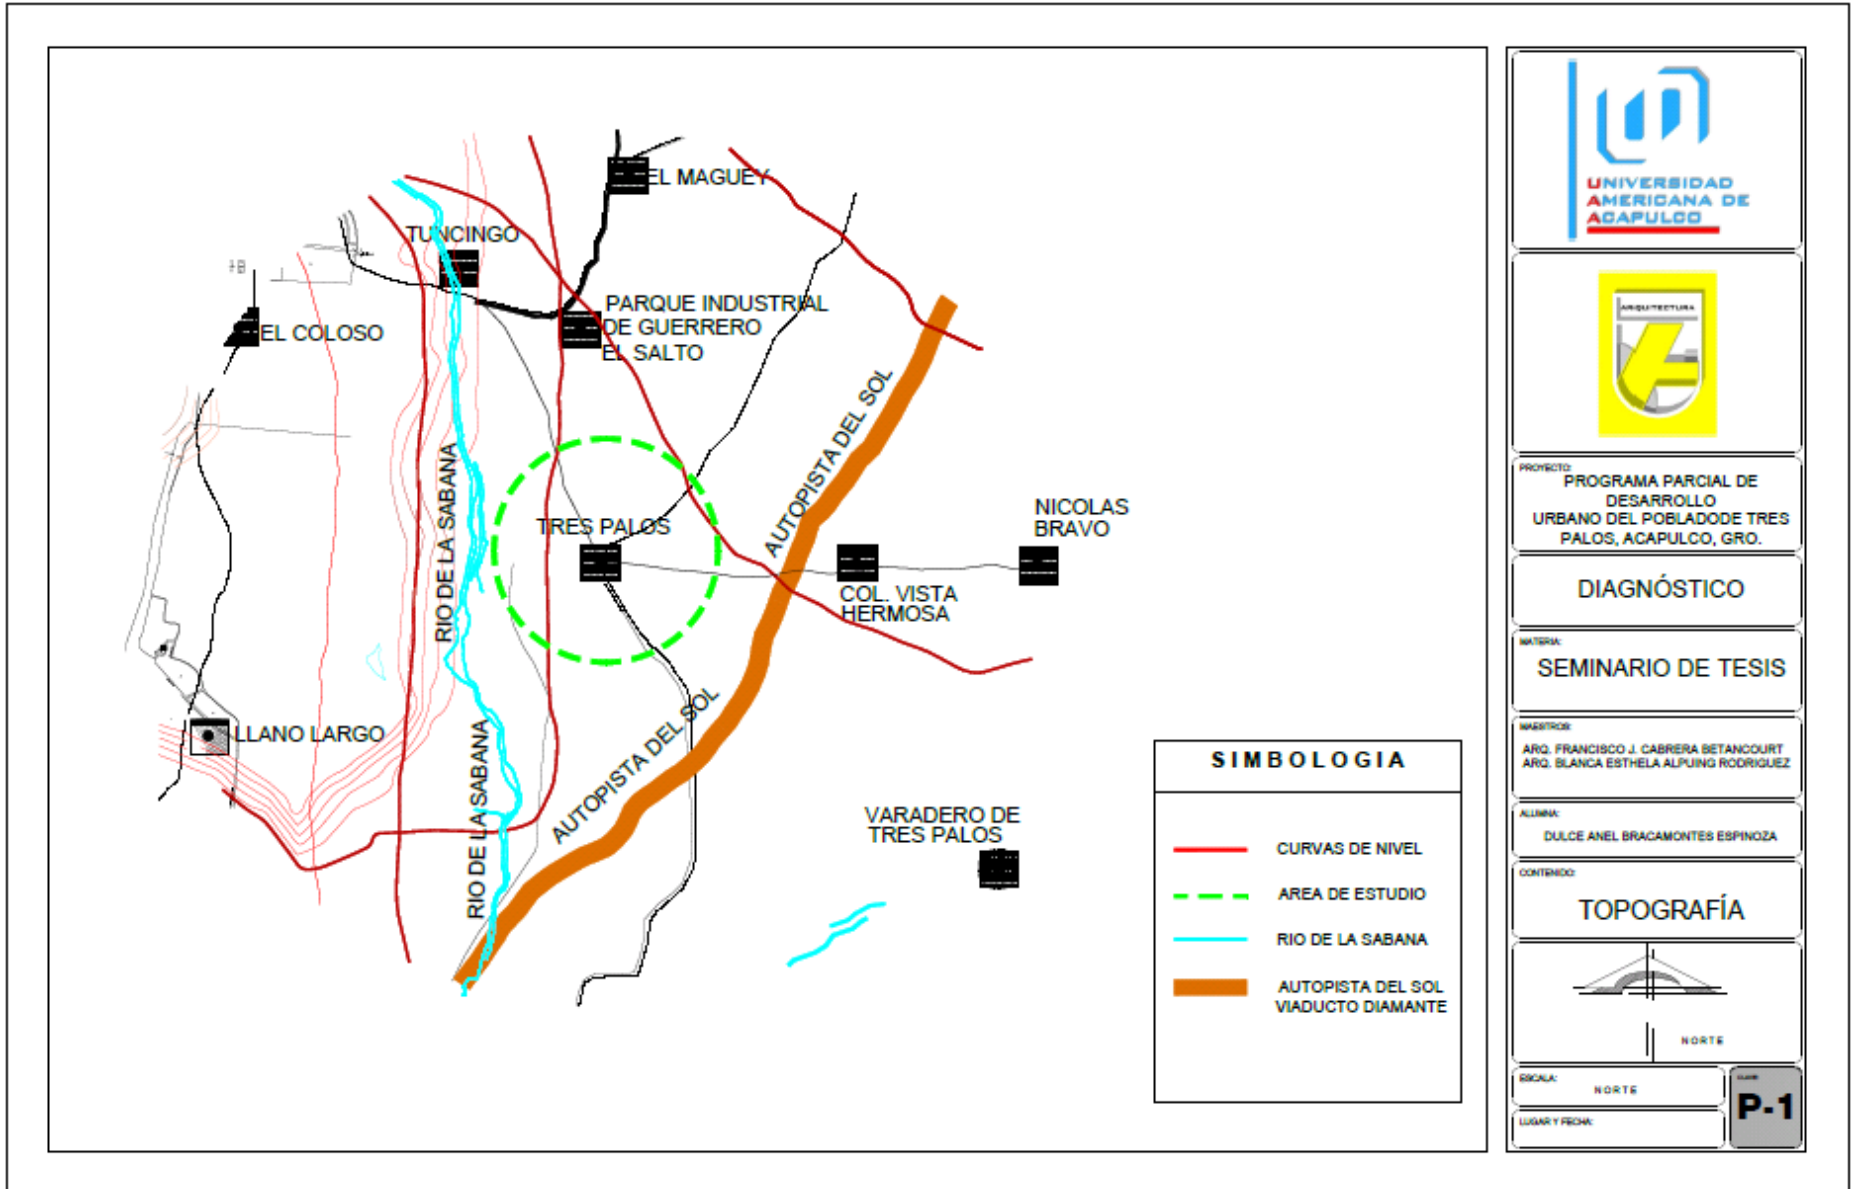 EL MAGUEY
TUNCINGO
EL COLOSO
PARQUE INDUSTRIAL
DE GUERRERO
EL SALTO
AUTOPISTA DEL SOL
RIO DE LA SABANA
TRES PALOS
NICOLAS
BRAVO
COL. VISTA
HERMOSA
LLANO LARGO
RIO DE LA SABANA
AUTOPISTA DEL SOL
VARADERO DE
TRES PALOS
SIMBOLOGIA
CURVAS DE NIVEL
AREA DE ESTUDIO
RIO DE LA SABANA
AUTOPISTA DEL SOL
VIADUCTO DIAMANTE
UNIVERSIDAD
AMERICANA DE
ACAPULCO
ARQUITECTURA
PROYECTO:
PROGRAMA PARCIAL DE
DESARROLLO
URBANO DEL POBLADODE TRES
PALOS, ACAPULCO, GRO.
DIAGNÓSTICO
MATERIA:
SEMINARIO DE TESIS
MAESTROS:
ARQ. FRANCISCO J. CABRERA BETANCOURT
ARQ. BLANCA ESTHELA ALPUING RODRIGUEZ
ALUMNA:
DULCE ANEL BRACAMONTES ESPINOZA
CONTENIDO:
TOPOGRAFÍA
NORTE
ESCALA:
NORTE
LUGAR Y FECHA:
CLAVE
P-1